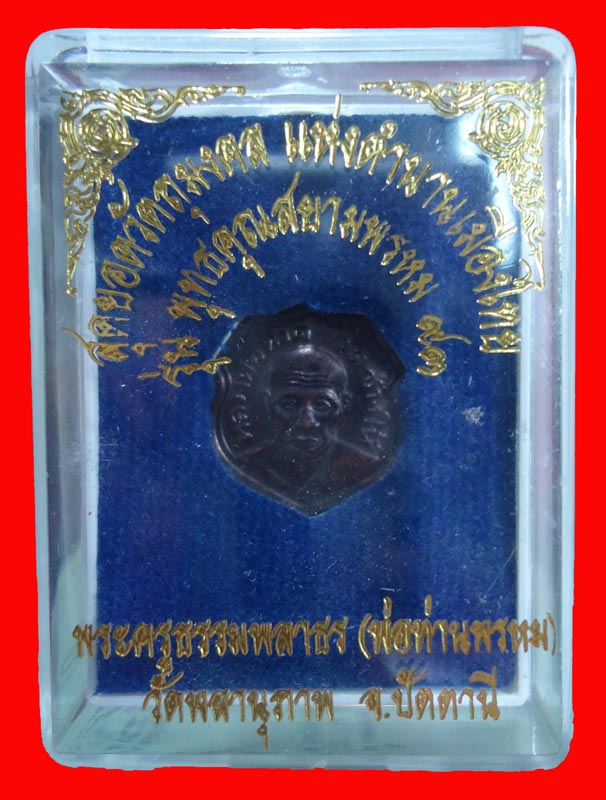 สุดยอดวัตถุมงคล แห่งตำนานเมืองไทย
รุ่น พุทธคุณสยามพรหม ๙๓
พระครูธรรมพลาธร (พ่อท่านพรหม)
วัดพลานุภาพ จ.ปัตตานี